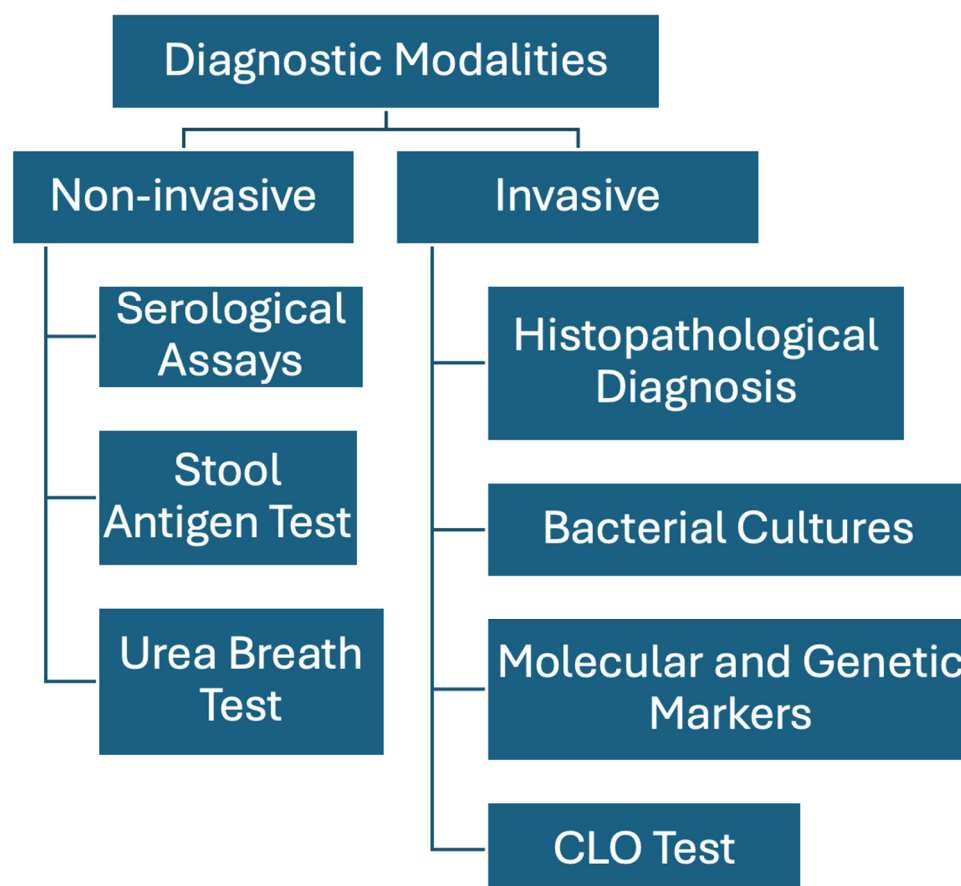 Diagnostic Modalities
Non-invasive
Invasive
Serological
Assays
Stool
Antigen Test
Urea Breath
Test
Histopathological
Diagnosis
Bacterial Cultures
Molecular and Genetic
Markers
CLO Test